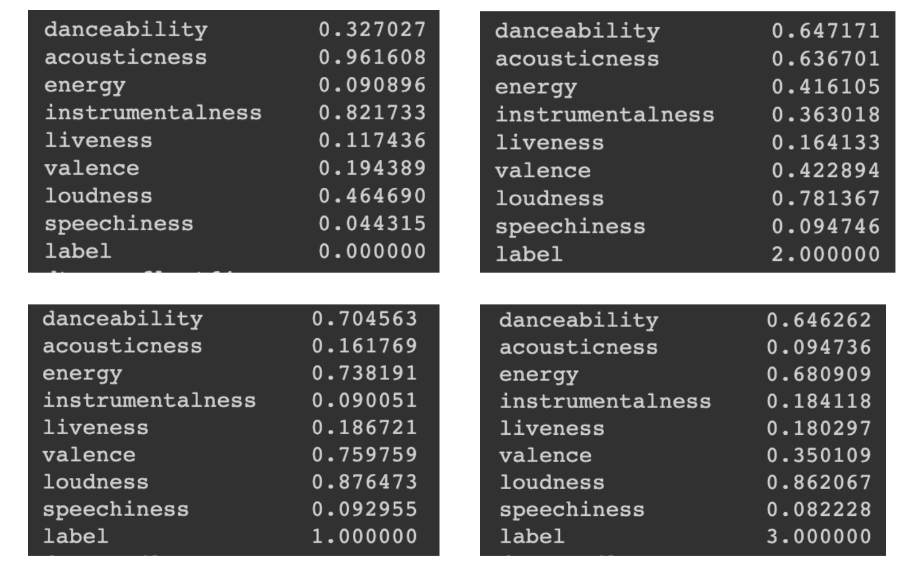 danceability 0.327027
acousticness 0.961608
energy 0.090896
instrumentalness 0.821733
liveness 0.117436
valence 0.194389
loudness 0.464690
speechiness 0.044315
label 0.000000
danceability 0.647171
acousticness 0.636701
energy 0.416105
instrumentalness 0.363018
liveness 0.164133
valence 0.422894
loudness 0.781367
speechiness 0.094746
label 2.000000
danceability 0.704563
acousticness 0.161769
energy 0.738191
instrumentalness 0.090051
liveness 0.186721
valence 0.759759
loudness 0.876473
speechiness 0.092955
label 1.000000
danceability 0.646262
acousticness 0.094736
energy 0.680909
instrumentalness 0.184118
liveness 0.180297
valence 0.350109
loudness 0.862067
speechiness 0.082228
label 3.000000